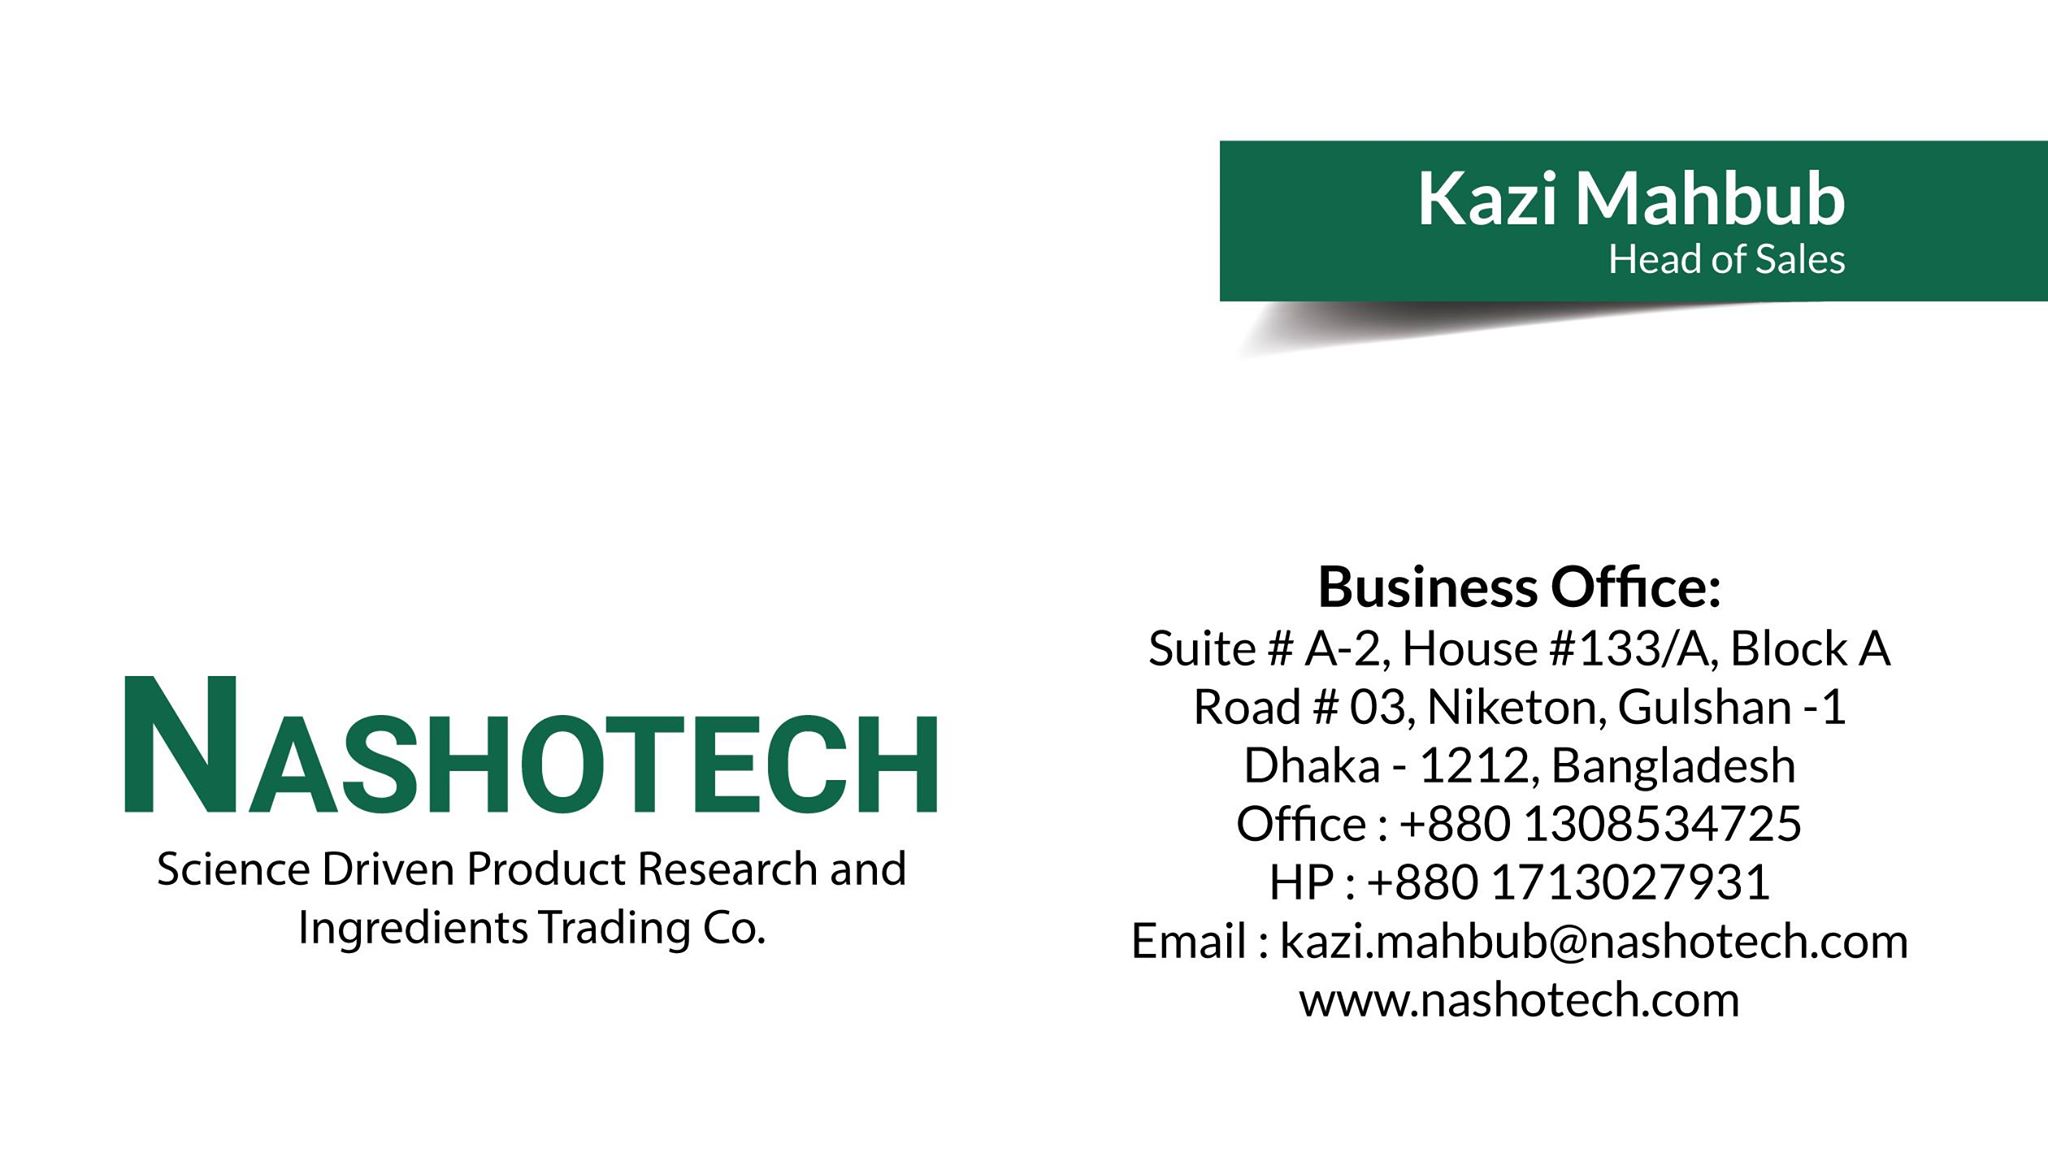 Kazi Mahbub
Head of Sales
NASHOTECH
Science Driven Product Research and
Ingredients Trading Co.
Business Office:
Suite # A-2, House #133/A, Block A
Road # 03, Niketon, Gulshan -1
Dhaka - 1212, Bangladesh
Office : +880 1308534725
HP : +880 1713027931
Email : kazi.mahbub@nashotech.com
www.nashotech.com